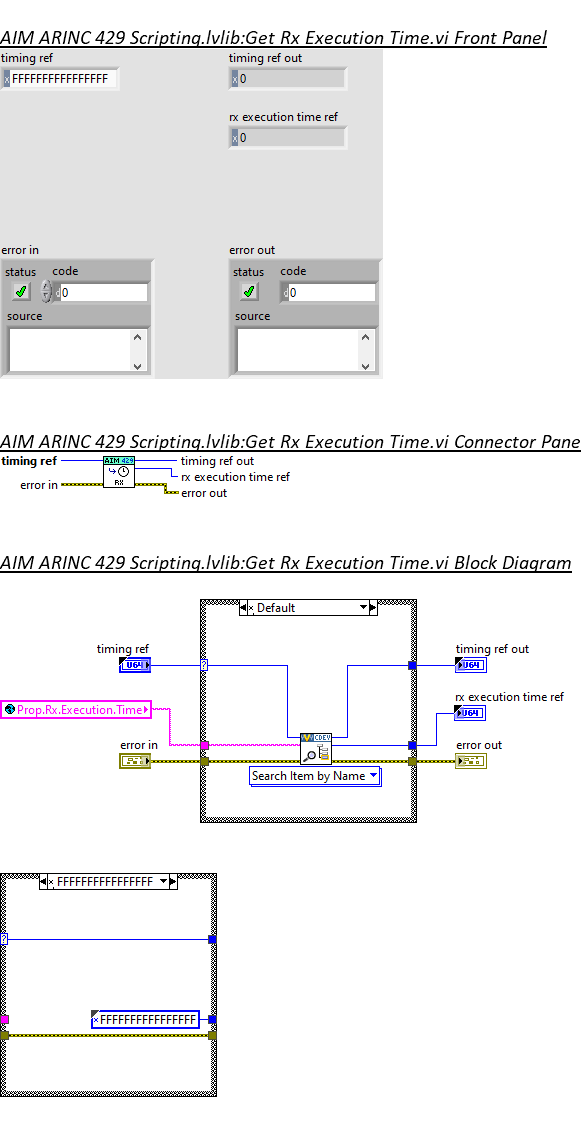 AIM ARINC 429 Scripting.lvlib:Get Rx Execution Time.vi Front Panel
timing ref
timing ref out
x FFFFFFFFFFFFFFFF
x 0
rx execution time ref
x 0
error in
error out
status code
status code
d 0
d 0
source
source
AIM ARINC 429 Scripting.lvlib:Get Rx Execution Time.vi Connector Pane
timing ref
AIM 429
timing ref out
RX
rx execution time ref
error in
error out
AIM ARINC 429 Scripting.lvlib:Get Rx Execution Time.vi Block Diagram
x Default
timing ref
timing ref out
U64
?
U64
rx execution time ref
Prop.Rx.Execution.Time
U64
error in
CDEV
error out
Search Item by Name
x FFFFFFFFFFFFFFFF
?
x FFFFFFFFFFFFFFFF